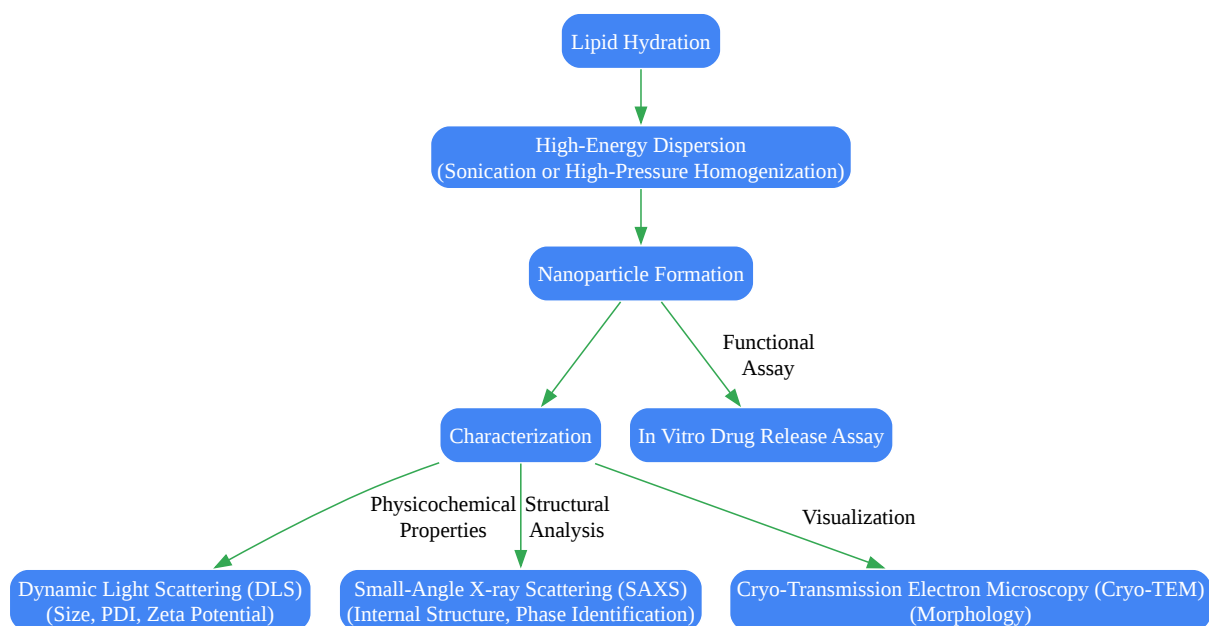 Lipid Hydration
High-Energy Dispersion
(Sonication or High-Pressure Homogenization)
Nanoparticle Formation
Functional
Assay
Characterization
In Vitro Drug Release Assay
Physicochemical
Properties
Structural
Analysis
Visualization
Dynamic Light Scattering (DLS)
(Size, PDI, Zeta Potential)
Small-Angle X-ray Scattering (SAXS)
(Internal Structure, Phase Identification)
Cryo-Transmission Electron Microscopy (Cryo-TEM)
(Morphology)